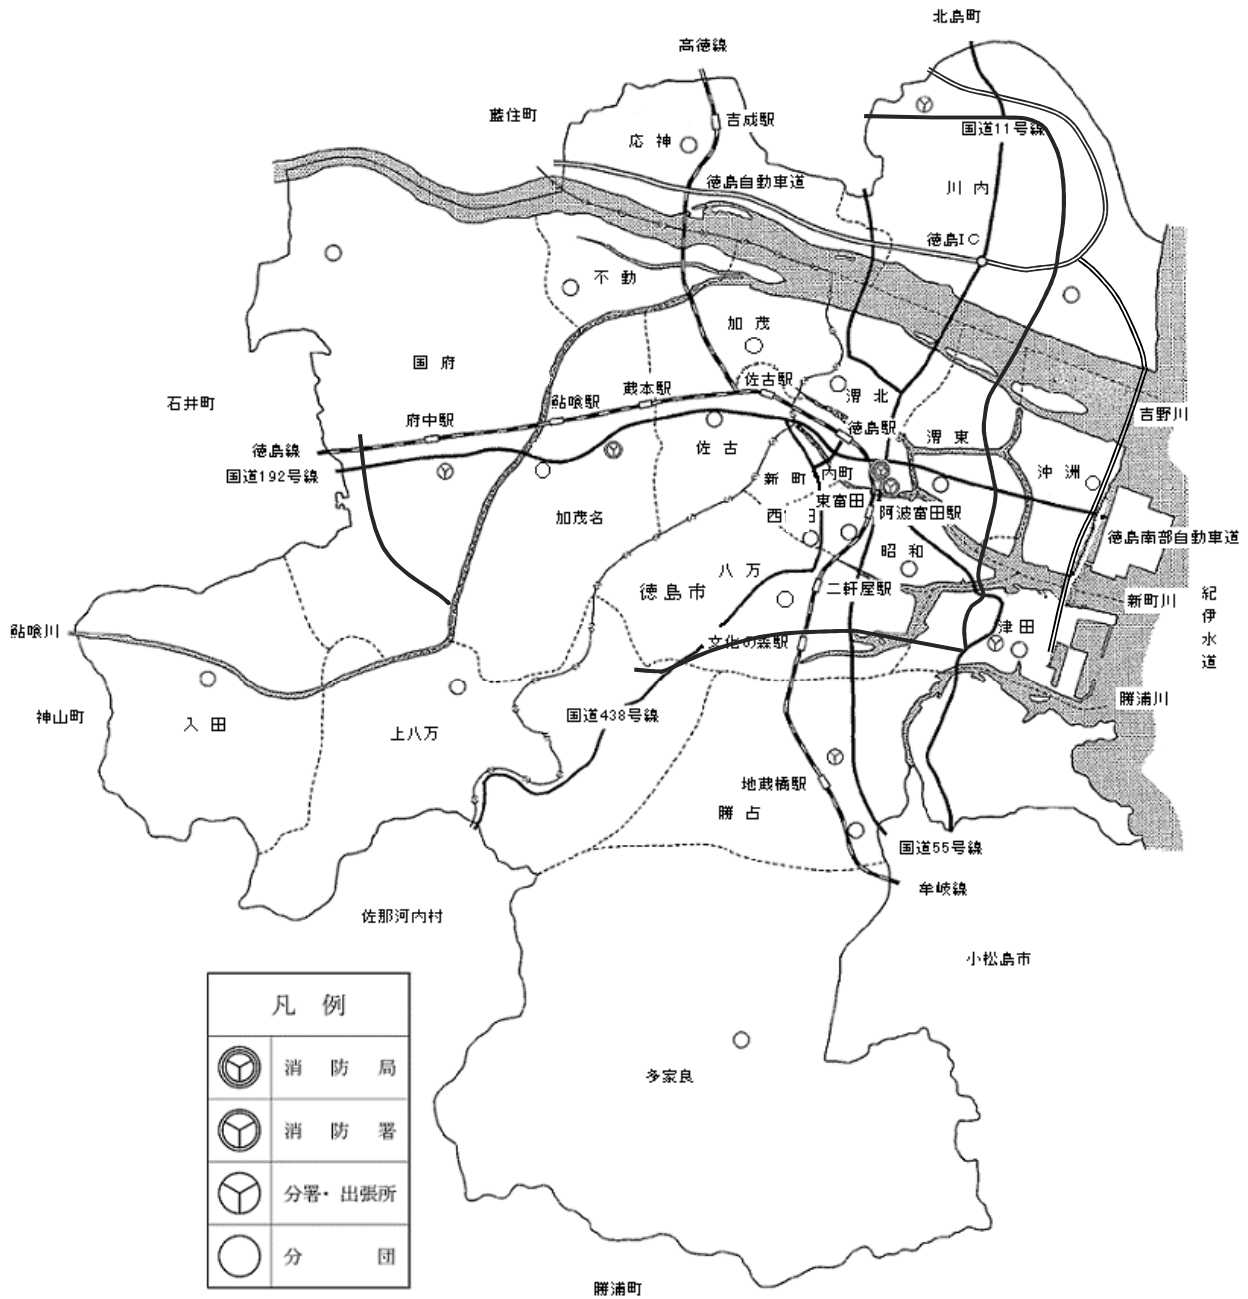 北島町
高徳線
藍住町
吉成駅
応神
国道11号線
徳島自動車道
川内
徳島IC
不動
加茂
国府
石井町
鮎喰駅
蔵本駅
佐古駅
渭北
吉野川
府中駅
徳島駅
渭東
徳島線
国道192号線
佐古
新町
内町
沖洲
東富田
西
田
阿波富田駅
加茂名
徳島南部自動車道
昭和
八万
徳島市
二軒屋駅
新町川
紀伊水道
鮎喰川
津田
文化の森駅
勝浦川
神山町
入田
上八万
国道438号線
地蔵橋駅
勝占
国道55号線
牟岐線
佐那河内村
小松島市
多家良
勝浦町
凡例
消防局
消防署
分署・出張所
分団